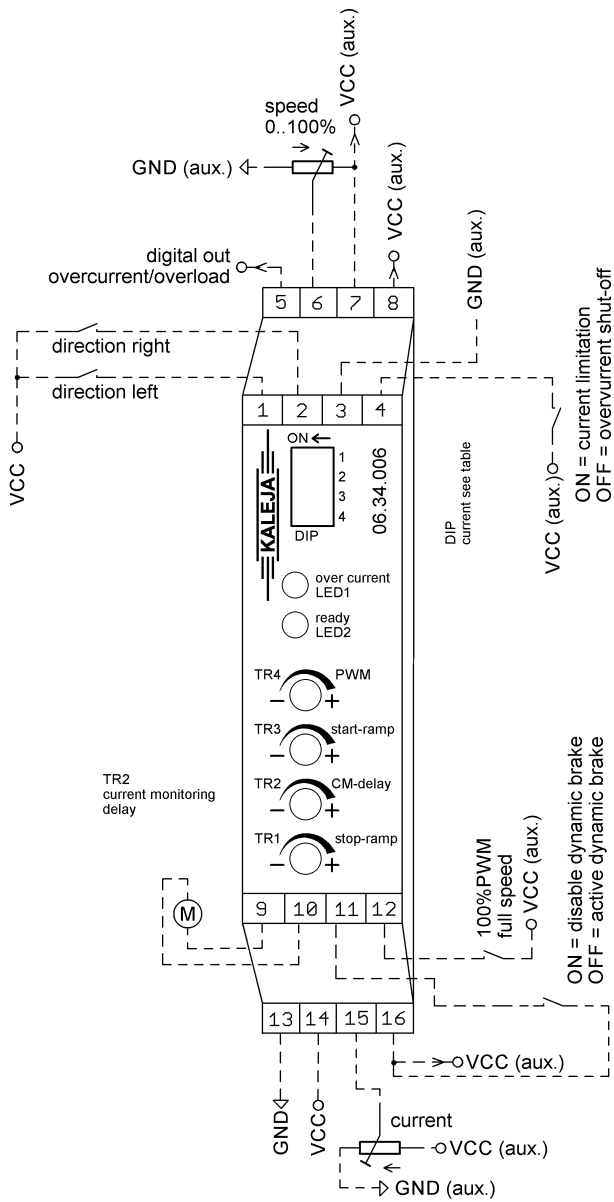 VCC (aux.)
speed
0..100%
GND (aux.)
VCC (aux.)
digital out
overcurrent/overload
GND (aux.)
5 6 7 8
direction right
direction left
VCC
1 2 3 4
ON = current limitation
OFF = overvurrent shut-off
VCC (aux.)
ON
1
2
3
4
DIP
06.34.006
KALEJA
DIP
current see table
over current
LED1
ready
LED2
TR4 PWM
- +
TR3 start-ramp
- +
TR2 CM-delay
- +
TR1 stop-ramp
- +
TR2
current monitoring
delay
M
9 10 11 12
100%PWM
full speed
VCC (aux.)
ON = disable dynamic brake
OFF = active dynamic brake
13 14 15 16
VCC (aux.)
GND
VCC
current
VCC (aux.)
GND (aux.)